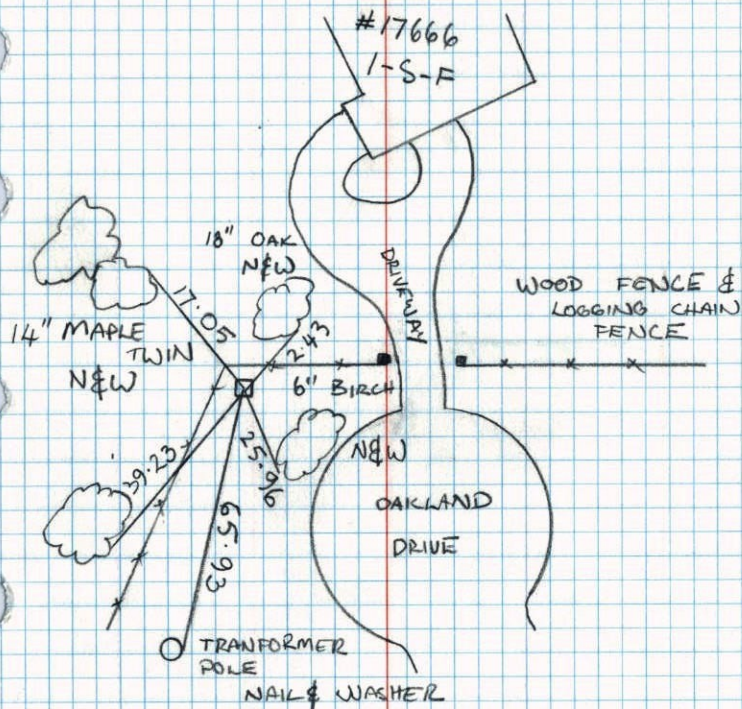 #17666
1-S-F
18" OAK
N&W
DRIVEWAY
WOOD FENCE &
LOGGING CHAIN
FENCE
17.05
14" MAPLE
TWIN
N&W
2.43
6" BIRCH
N&W
39.23
25.96
65.93
OAKLAND
DRIVE
TRANFORMER
POLE
NAIL & WASHER